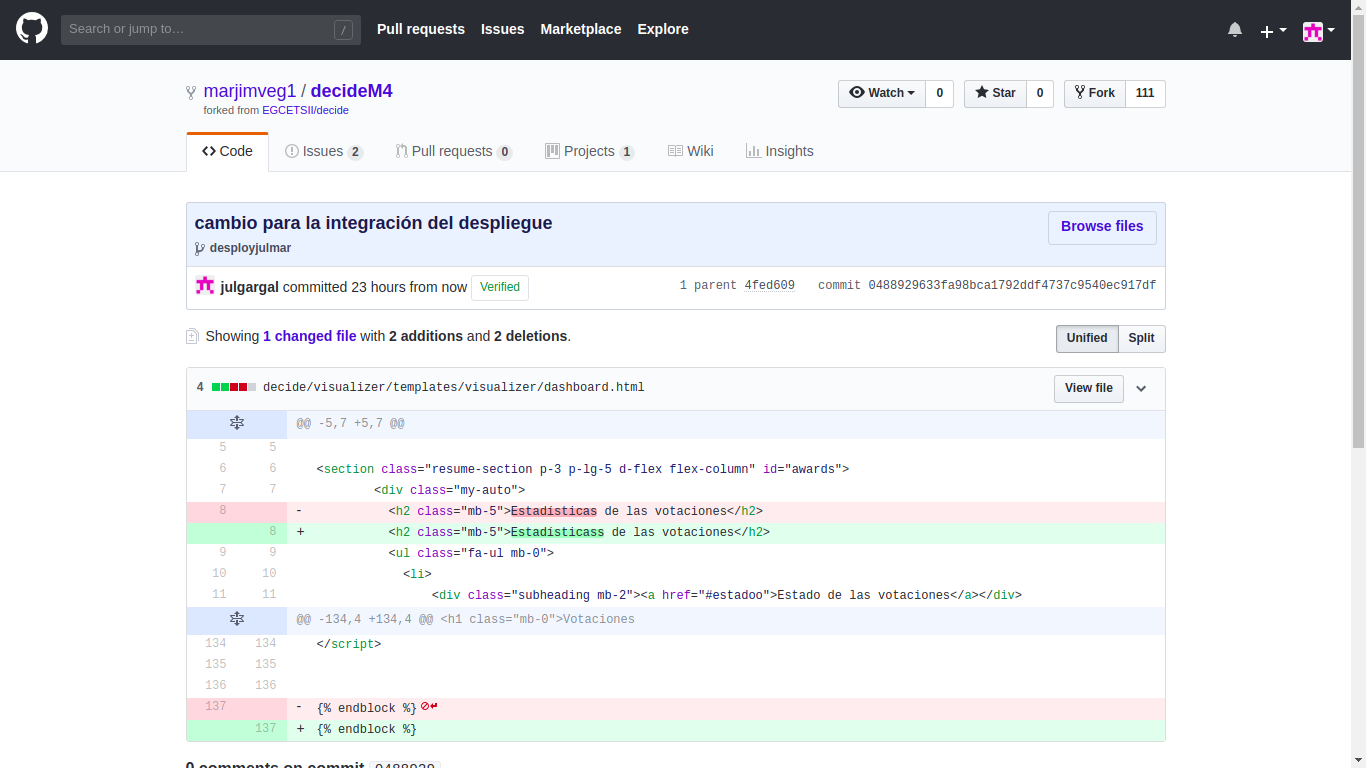 Search or jump to… /
Pull requests Issues Marketplace Explore
marjimveg1 / decideM4
forked from EGCETSII/decide
Watch 0 Star 0 Fork 111
Code Issues 2 Pull requests 0 Projects 1 Wiki Insights
cambio para la integración del despliegue
Browse files
desployjulmar
julgargal committed 23 hours from now Verified 1 parent 4fed609 commit 0488929633fa98bca1792ddf4737c9540ec917df
Showing 1 changed file with 2 additions and 2 deletions. Unified Split
4 decide/visualizer/templates/visualizer/dashboard.html View file
@@ -5,7 +5,7 @@
5 5
6 6 <section class="resume-section p-3 p-lg-5 d-flex flex-column" id="awards">
7 7 <div class="my-auto">
8 - <h2 class="mb-5">Estadísticas de las votaciones</h2>
8 + <h2 class="mb-5">Estadísticass de las votaciones</h2>
9 9 <ul class="fa-ul mb-0">
10 10 <li>
11 11 <div class="subheading mb-2"><a href="#estadoo">Estado de las votaciones</a></div>
@@ -134,4 +134,4 @@ <h1 class="mb-0">Votaciones
134 134 </script>
135 135
136 136
137 - {% endblock %}
137 + {% endblock %}
0 comments on commit 0488929